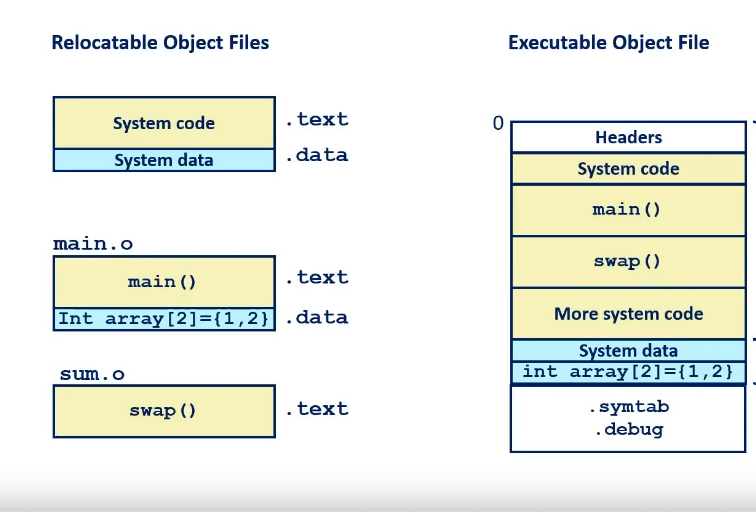 Relocatable Object Files
System code
.text
System data
.data
main.o
main()
.text
Int array[2]={1,2}
.data
sum.o
swap()
.text
Executable Object File
0
Headers
System code
main()
swap()
More system code
System data
int array[2]={1,2}
.symtab
.debug